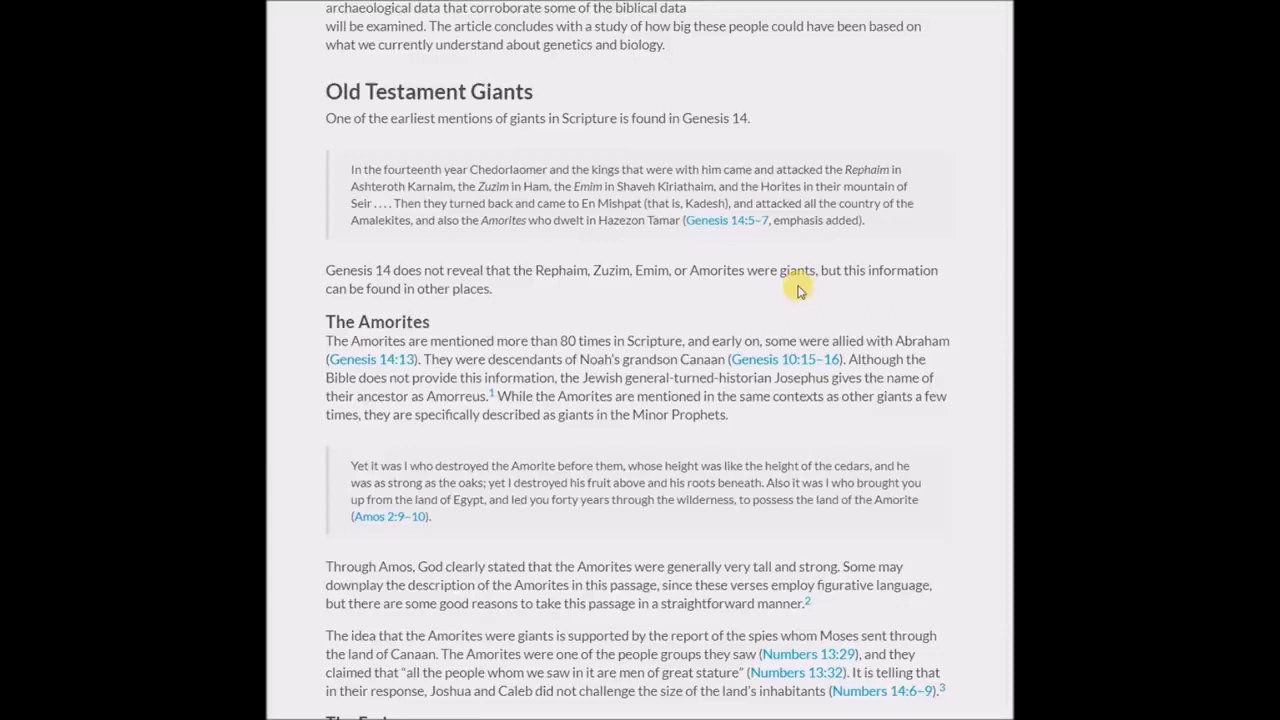 archaeological data that corroborate some of the biblical data
will be examined. The article concludes with a study of how big these people could have been based on
what we currently understand about genetics and biology.
Old Testament Giants
One of the earliest mentions of giants in Scripture is found in Genesis 14.
In the fourteenth year Chedorlaomer and the kings that were with him came and attacked the Rephaim in
Ashteroth Karnaim, the Zuzim in Ham, the Emim in Shaveh Kiriathaim, and the Horites in their mountain of
Seir . . . . Then they turned back and came to En Mishpat (that is, Kadesh), and attacked all the country of the
Amalekites, and also the Amorites who dwelt in Hazezon Tamar (Genesis 14:5–7, emphasis added).
Genesis 14 does not reveal that the Rephaim, Zuzim, Emim, or Amorites were giants, but this information
can be found in other places.
The Amorites
The Amorites are mentioned more than 80 times in Scripture, and early on, some were allied with Abraham
(Genesis 14:13). They were descendants of Noah's grandson Canaan (Genesis 10:15–16). Although the
Bible does not provide this information, the Jewish general-turned-historian Josephus gives the name of
their ancestor as Amorreus.1 While the Amorites are mentioned in the same contexts as other giants a few
times, they are specifically described as giants in the Minor Prophets.
Yet it was I who destroyed the Amorite before them, whose height was like the height of the cedars, and he
was as strong as the oaks; yet I destroyed his fruit above and his roots beneath. Also it was I who brought you
up from the land of Egypt, and led you forty years through the wilderness, to possess the land of the Amorite
(Amos 2:9–10).
Through Amos, God clearly stated that the Amorites were generally very tall and strong. Some may
downplay the description of the Amorites in this passage, since these verses employ figurative language,
but there are some good reasons to take this passage in a straightforward manner.2
The idea that the Amorites were giants is supported by the report of the spies whom Moses sent through
the land of Canaan. The Amorites were one of the people groups they saw (Numbers 13:29), and they
claimed that "all the people whom we saw in it are men of great stature" (Numbers 13:32). It is telling that
in their response, Joshua and Caleb did not challenge the size of the land's inhabitants (Numbers 14:6–9).3